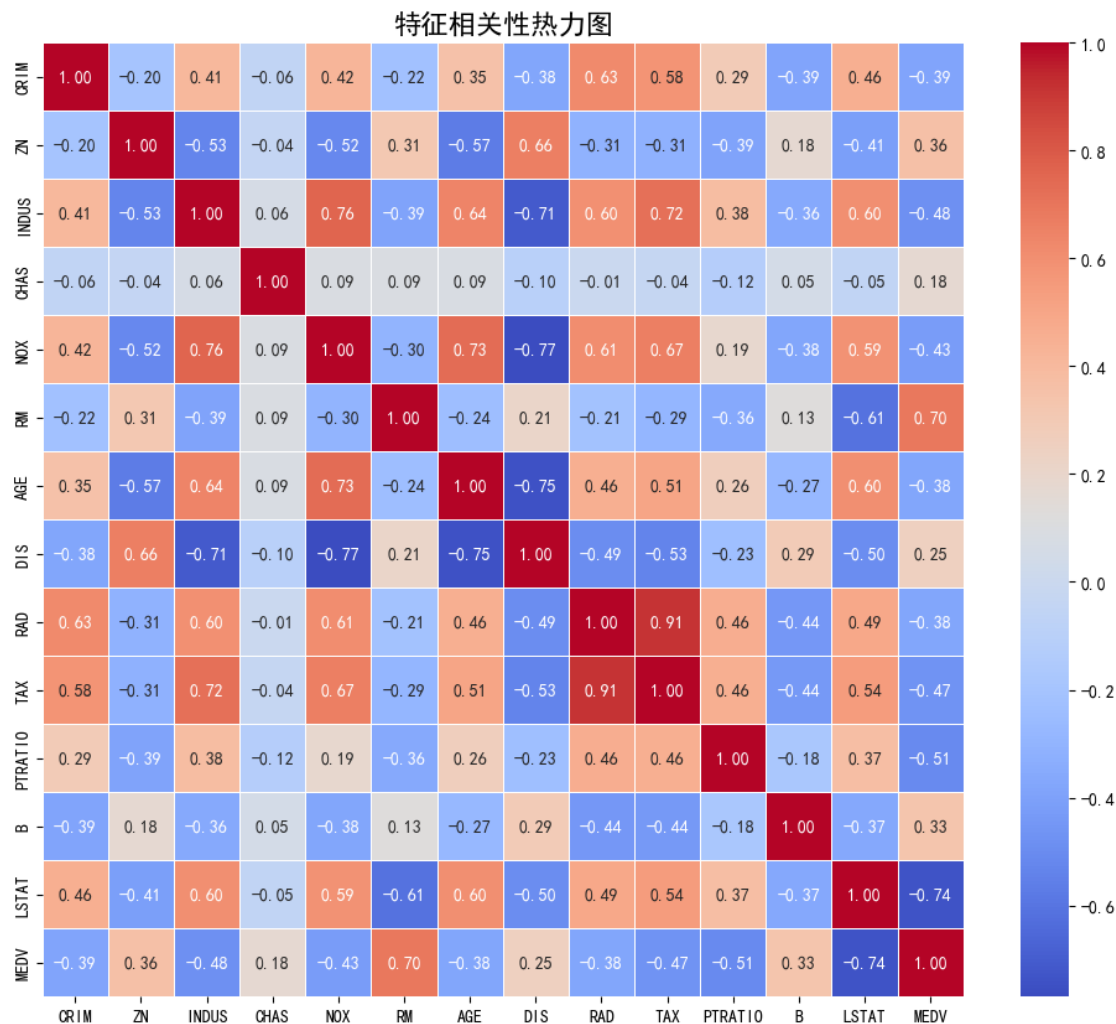 特征相关性热力图
CRIM 1.00 -0.20 0.41 -0.06 0.42 -0.22 0.35 -0.38 0.63 0.58 0.29 -0.39 0.46 -0.39
ZN -0.20 1.00 -0.53 -0.04 -0.52 0.31 -0.57 0.66 -0.31 -0.31 -0.39 0.18 -0.41 0.36
INDUS 0.41 -0.53 1.00 0.06 0.76 -0.39 0.64 -0.71 0.60 0.72 0.38 -0.36 0.60 -0.48
CHAS -0.06 -0.04 0.06 1.00 0.09 0.09 0.09 -0.10 -0.01 -0.04 -0.12 0.05 -0.05 0.18
NOX 0.42 -0.52 0.76 0.09 1.00 -0.30 0.73 -0.77 0.61 0.67 0.19 -0.38 0.59 -0.43
RM -0.22 0.31 -0.39 0.09 -0.30 1.00 -0.24 0.21 -0.21 -0.29 -0.36 0.13 -0.61 0.70
AGE 0.35 -0.57 0.64 0.09 0.73 -0.24 1.00 -0.75 0.46 0.51 0.26 -0.27 0.60 -0.38
DIS -0.38 0.66 -0.71 -0.10 -0.77 0.21 -0.75 1.00 -0.49 -0.53 -0.23 0.29 -0.50 0.25
RAD 0.63 -0.31 0.60 -0.01 0.61 -0.21 0.46 -0.49 1.00 0.91 0.46 -0.44 0.49 -0.38
TAX 0.58 -0.31 0.72 -0.04 0.67 -0.29 0.51 -0.53 0.91 1.00 0.46 -0.44 0.54 -0.47
PTRATIO 0.29 -0.39 0.38 -0.12 0.19 -0.36 0.26 -0.23 0.46 0.46 1.00 -0.18 0.37 -0.51
B -0.39 0.18 -0.36 0.05 -0.38 0.13 -0.27 0.29 -0.44 -0.44 -0.18 1.00 -0.37 0.33
LSTAT 0.46 -0.41 0.60 -0.05 0.59 -0.61 0.60 -0.50 0.49 0.54 0.37 -0.37 1.00 -0.74
MEDV -0.39 0.36 -0.48 0.18 -0.43 0.70 -0.38 0.25 -0.38 -0.47 -0.51 0.33 -0.74 1.00
CRIM ZN INDUS CHAS NOX RM AGE DIS RAD TAX PTRATIO B LSTAT MEDV
1.0
0.8
0.6
0.4
0.2
0.0
-0.2
-0.4
-0.6